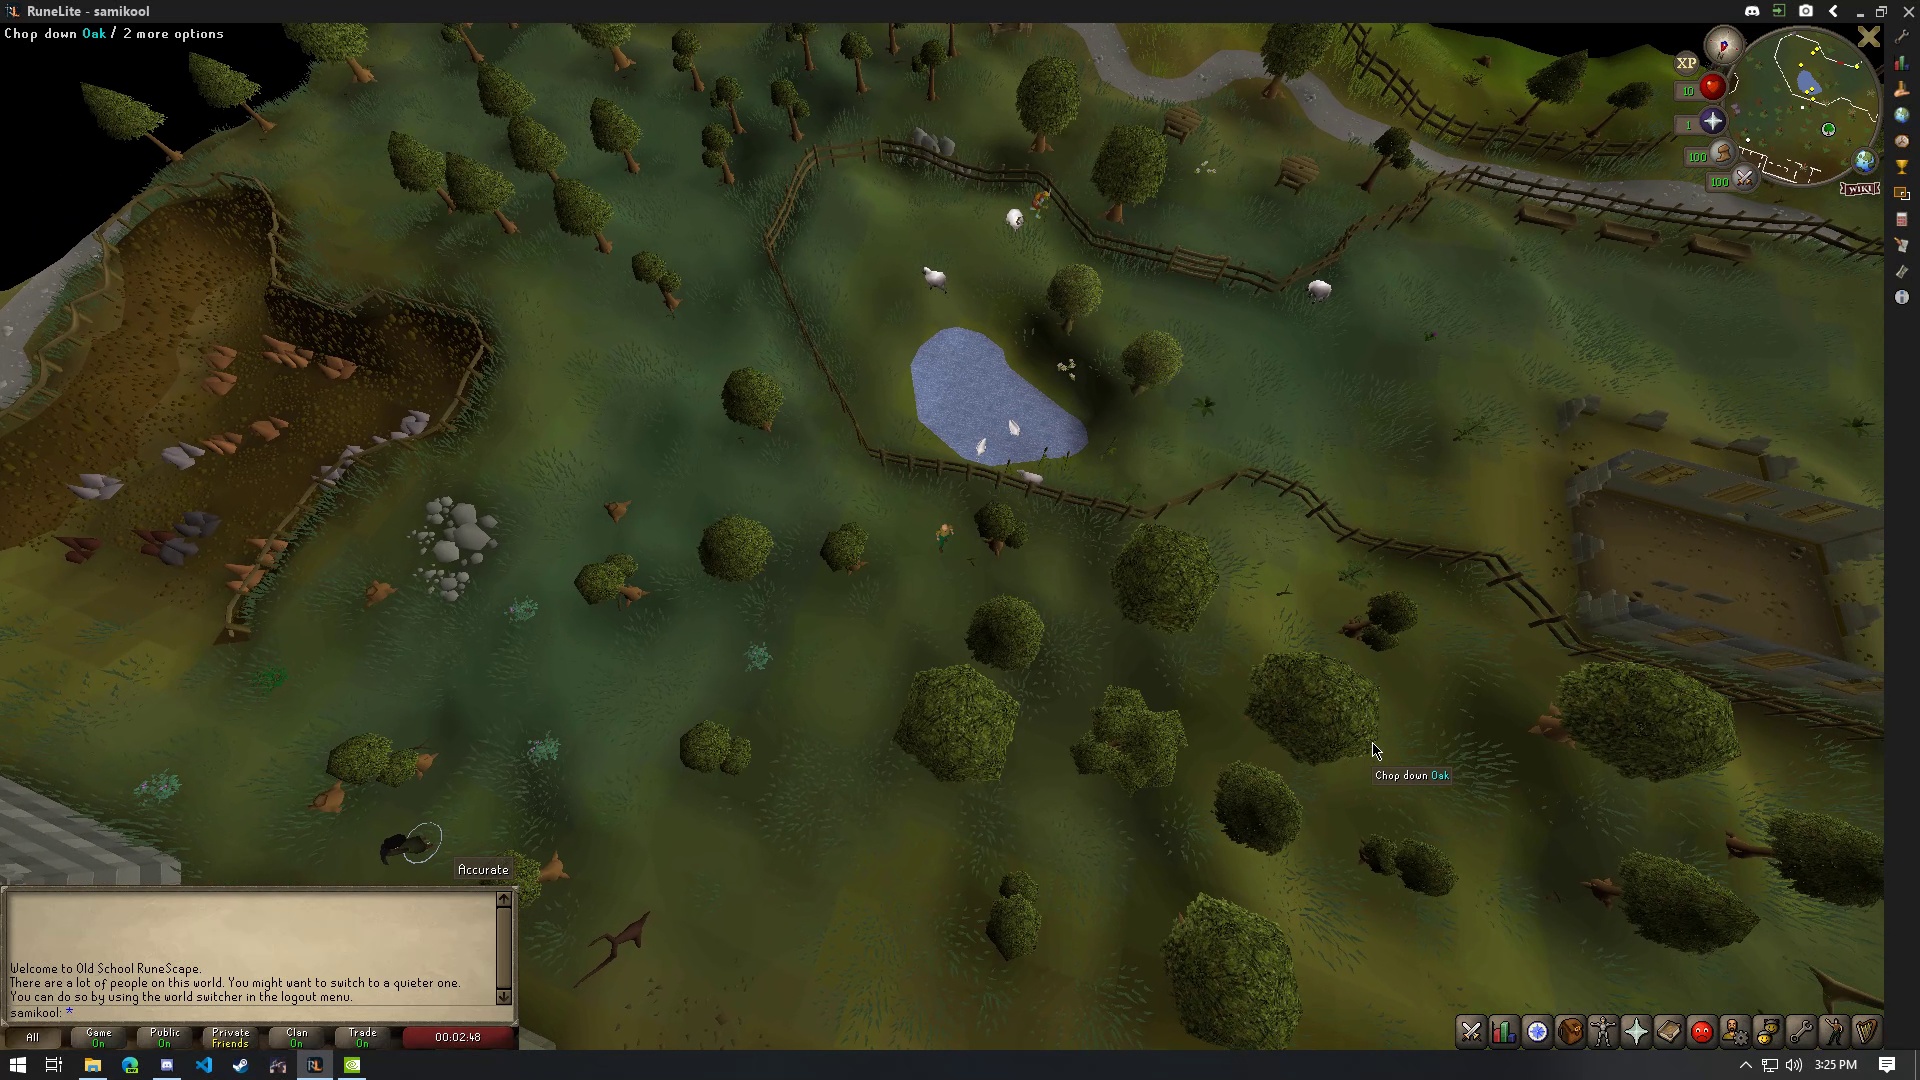 RuneLite - samikool
Chop down Oak / 2 more options
XP
10
1
100
100
WIKI
Chop down Oak
Accurate
Welcome to Old School RuneScape.
There are a lot of people on this world. You might want to switch to a quieter one.
You can do so by using the world switcher in the logout menu.
samikool: *
All
Game
On
Public
On
Private
Friends
Clan
On
Trade
On
00:02:48
3:25 PM